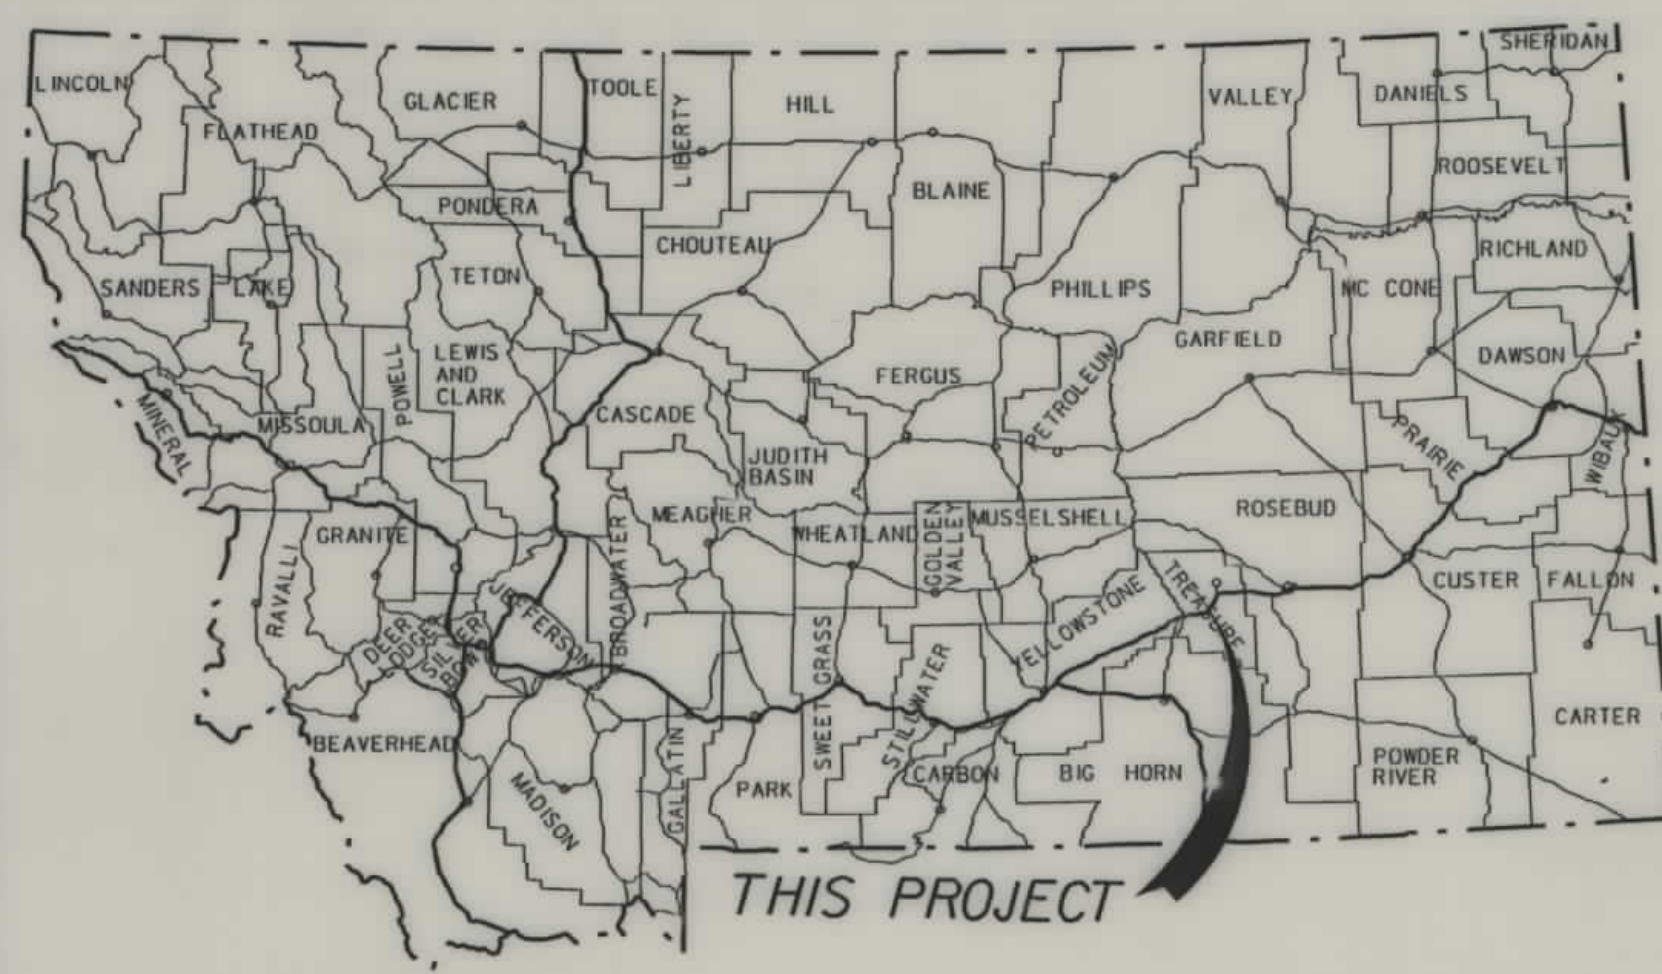 SHERIDAN
LINCOLN
GLACIER
TOOLE
LIBERTY
HILL
VALLEY
DANIELS
FLATHEAD
ROOSEVELT
PONDERA
BLAINE
CHOUTEAU
RICHLAND
SANDERS
LAKE
TETON
PHILLIPS
MC CONE
GARFIELD
DAWSON
POWELL
LEWIS
AND
CLARK
FERGUS
PETROLEUM
MINERAL
MISSOULA
CASCADE
PRAIRIE
WIBAUX
JUDITH
BASIN
MEAGHER
WHEATLAND
GOLDEN
VALLEY
MUSSELSHELL
ROSEBUD
GRANITE
RAVALLI
BROADWATER
JEFFERSON
DEER
LODGE
SILVER
BOW
YELLOWSTONE
TREASURE
CUSTER
FALLON
SWEET GRASS
STILLWATER
CARTER
BEAVERHEAD
MADISON
GALLATIN
PARK
CARBON
BIG HORN
POWDER
RIVER
THIS PROJECT